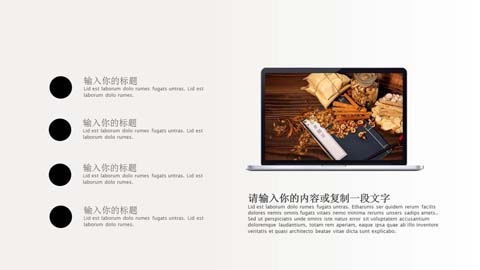 输入你的标题
Lid est laborum dolo rumes fugats untras. Lid est
laborum dolo rumes.
输入你的标题
Lid est laborum dolo rumes fugats untras. Lid est
laborum dolo rumes.
输入你的标题
Lid est laborum dolo rumes fugats untras. Lid est
laborum dolo rumes.
输入你的标题
Lid est laborum dolo rumes fugats untras. Lid est
laborum dolo rumes.
请输入你的内容或复制一段文字
Lid est laborum dolo rumes fugats untras. Etharums ser quidem rerum facilis
dolores nemis omnis fugats vitaes nemo minima rerums unsers sadips amets..
Sed ut perspiciatis unde omnis iste natus error sit voluptatem accusantium
doloremque laudantium, totam rem aperiam, eaque ipsa quae ab illo inventore
veritatis et quasi architecto beatae vitae dicta sunt explicabo.